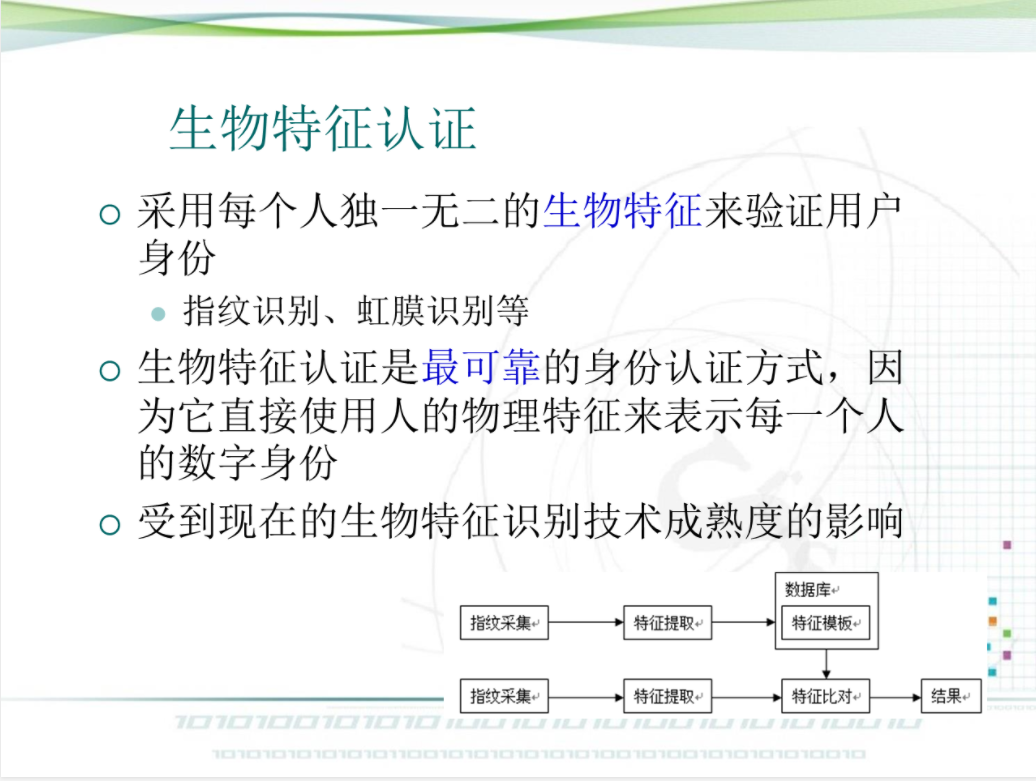 生物特征认证
采用每个人独一无二的生物特征来验证用户
身份
指纹识别、虹膜识别等
生物特征认证是最可靠的身份认证方式，因
为它直接使用人的物理特征来表示每一个人
的数字身份
受到现在的生物特征识别技术成熟度的影响
数据库
指纹采集 特征提取 特征模板
指纹采集 特征提取 特征比对 结果